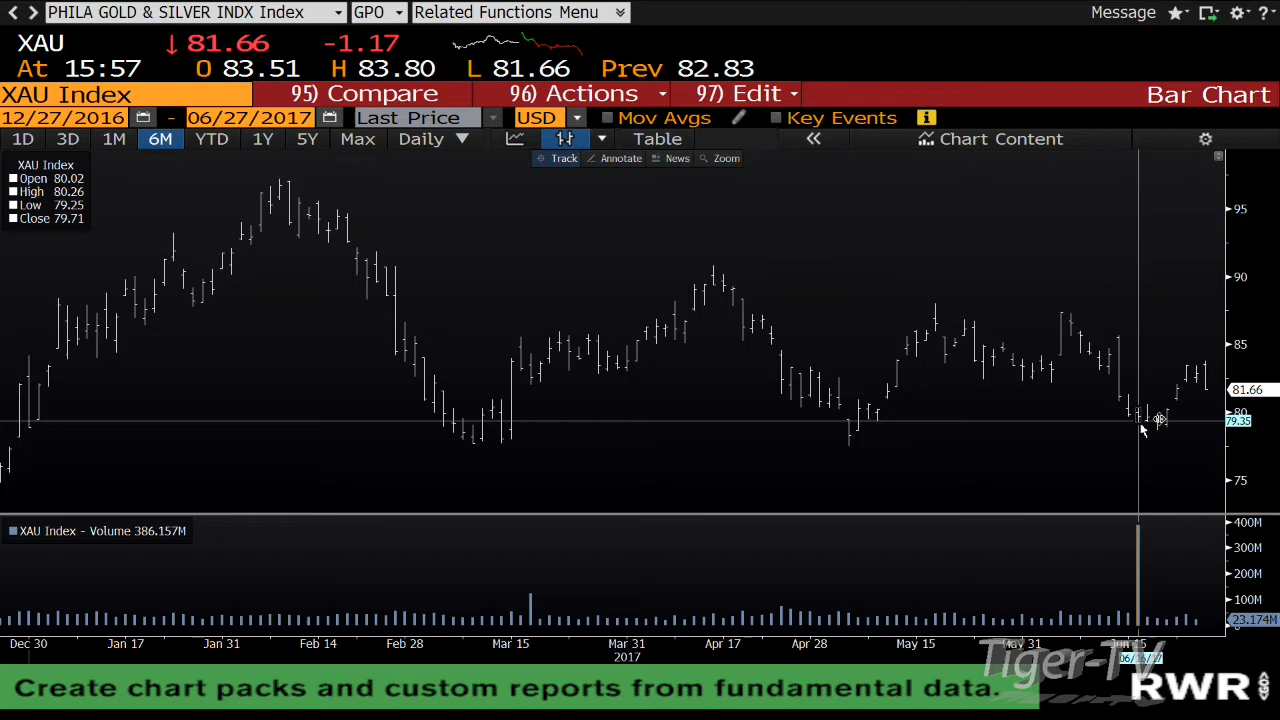 PHILA GOLD & SILVER INDX Index GPO Related Functions Menu Message ?
XAU ↓ 81.66 -1.17
At 15:57 O 83.51 H 83.80 L 81.66 Prev 82.83
XAU Index 95) Compare 96) Actions 97) Edit Bar Chart
12/27/2016 - 06/27/2017 Last Price USD Mov Avgs Key Events
1D 3D 1M 6M YTD 1Y 5Y Max Daily ▼ Table « Chart Content
Track Annotate News Zoom
XAU Index
Open 80.02
High 80.26
Low 79.25
Close 79.71
95
90
85
81.66
80
79.35
75
XAU Index - Volume 386.157M
400M
300M
200M
100M
23.174M
0
Dec 30 Jan 17 Jan 31 Feb 14 Feb 28 Mar 15 Mar 31 Apr 17 Apr 28 May 15 May 31 Jun 15
2017
06/16/17
Tiger-TV
Create chart packs and custom reports from fundamental data.
RWR <GO>